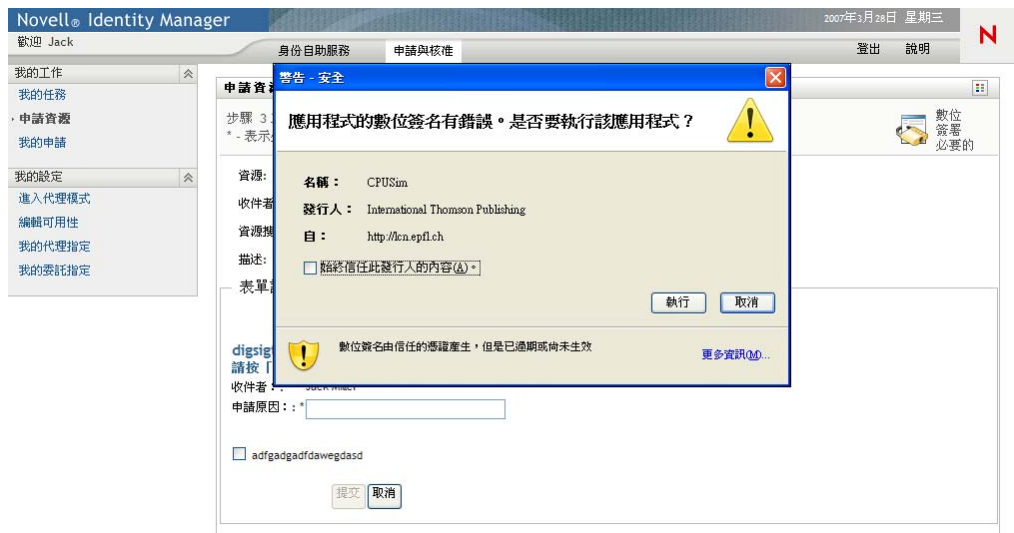 Novell® Identity Manager
2007年3月28日 星期三
N
歡迎 Jack
身份自助服務 申請與核准
登出 說明
我的工作
我的任務
申請資源
我的申請
我的設定
進入代理模式
編輯可用性
我的代理指定
我的委託指定
申請資
步驟 3
* - 表示
數位
簽署
必要的
資源:
收件者
資源
描述:
表單
警告 - 安全
應用程式的數位簽名有錯誤。是否要執行該應用程式？
名稱： CPUSim
發行人： International Thomson Publishing
自： http://lcn.epfl.ch
始終信任此發行人的內容(A)。
執行 取消
數位簽名由信任的憑證產生，但是已過期或尚未生效
更多資訊(M)...
digsig
請按「
收件者：:
申請原因：: *
adfgadgadfdawegdasd
提交 取消